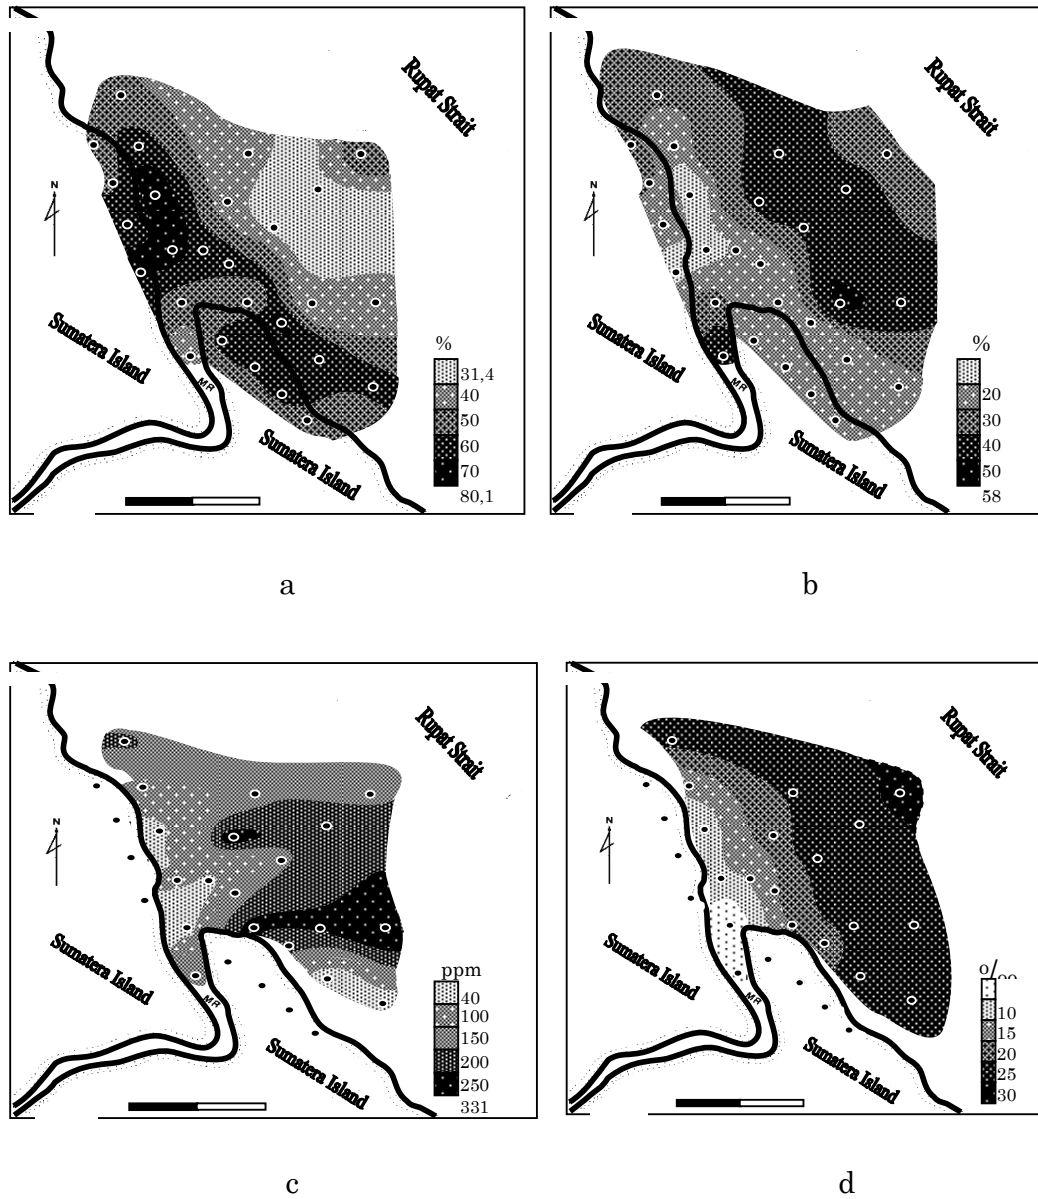 Rupat Strait
N
Sumatera Island
MR
Sumatera Island
%
31,4
40
50
60
70
80,1
a
Rupat Strait
N
Sumatera Island
MR
Sumatera Island
%
20
30
40
50
58
b
Rupat Strait
N
Sumatera Island
MR
Sumatera Island
ppm
40
100
150
200
250
331
c
Rupat Strait
N
Sumatera Island
MR
Sumatera Island
o/
10
15
20
25
30
d